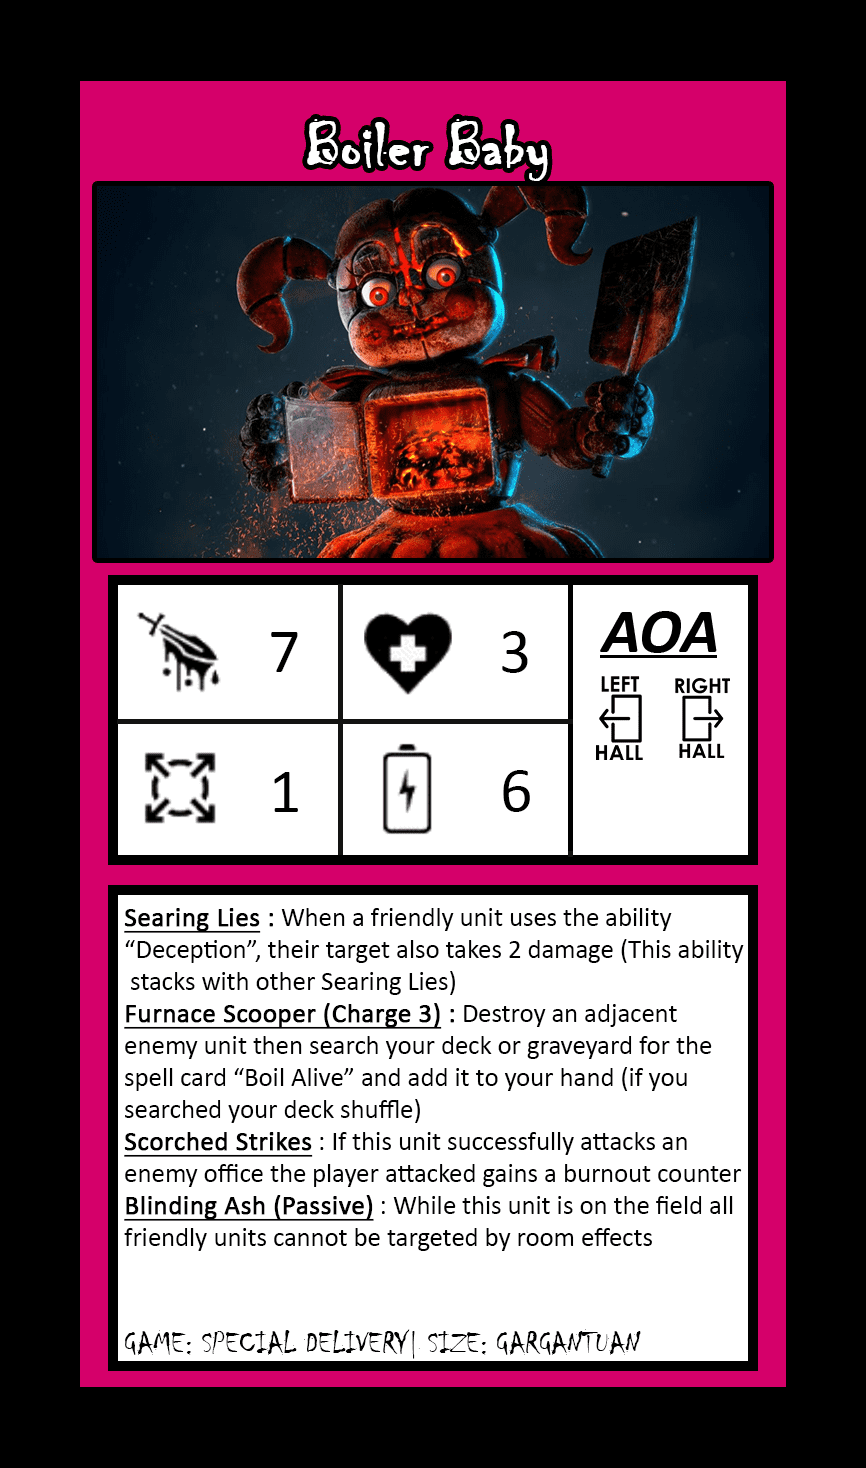 Boiler Baby
7
3
AOA
LEFT
RIGHT
HALL
HALL
1
6
Searing Lies : When a friendly unit uses the ability
“Deception”, their target also takes 2 damage (This ability
stacks with other Searing Lies)
Furnace Scooper (Charge 3) : Destroy an adjacent
enemy unit then search your deck or graveyard for the
spell card “Boil Alive” and add it to your hand (if you
searched your deck shuffle)
Scorched Strikes : If this unit successfully attacks an
enemy office the player attacked gains a burnout counter
Blinding Ash (Passive) : While this unit is on the field all
friendly units cannot be targeted by room effects
GAME: SPECIAL DELIVERY| SIZE: GARGANTUAN